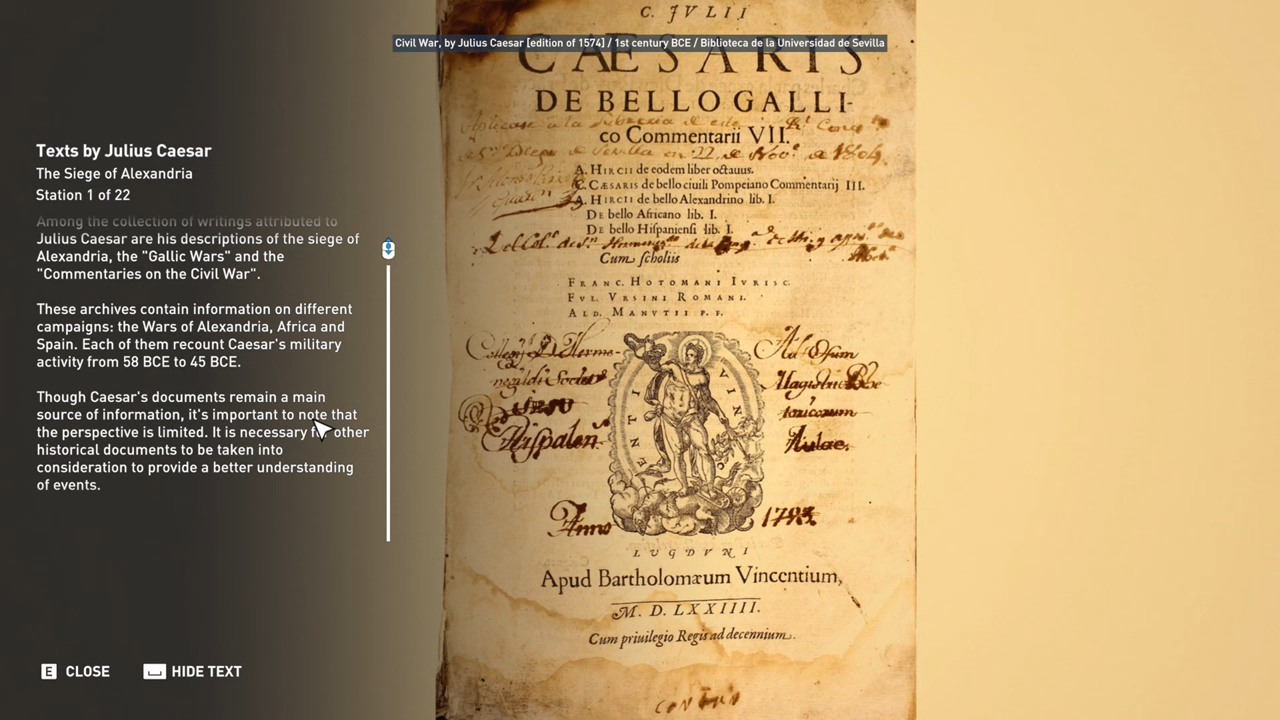 Civil War, by Julius Caesar [edition of 1574] / 1st century BCE / Biblioteca de la Universidad de Sevilla
Texts by Julius Caesar
The Siege of Alexandria
Station 1 of 22
Among the collection of writings attributed to
Julius Caesar are his descriptions of the siege of
Alexandria, the "Gallic Wars" and the
"Commentaries on the Civil War".
These archives contain information on different
campaigns: the Wars of Alexandria, Africa and
Spain. Each of them recount Caesar's military
activity from 58 BCE to 45 BCE.
Though Caesar's documents remain a main
source of information, it's important to note that
the perspective is limited. It is necessary for other
historical documents to be taken into
consideration to provide a better understanding
of events.
E CLOSE
HIDE TEXT
C. JVLII
CAESARIS
DE BELLO GALLI-
co Commentarii VII.
A. HIRCII de eodem liber octauus.
C. CÆSARIS de bello ciuili Pompeiano Commentarij III.
A. HIRCII de bello Alexandrino lib. I.
DE bello Africano lib. I.
DE bello Hispaniensi lib. I.
Cum scholiis
FRANC. HOTOMANI IVRISC.
FVL. VRSINI ROMANI.
ALD. MANVTII P. F.
VINCENTI
Hispalen
Ad Usum
Aulae.
Anno
LVGDVNI
Apud Bartholomæum Vincentium,
M. D. LXXIIII.
Cum priuilegio Regis ad decennium.